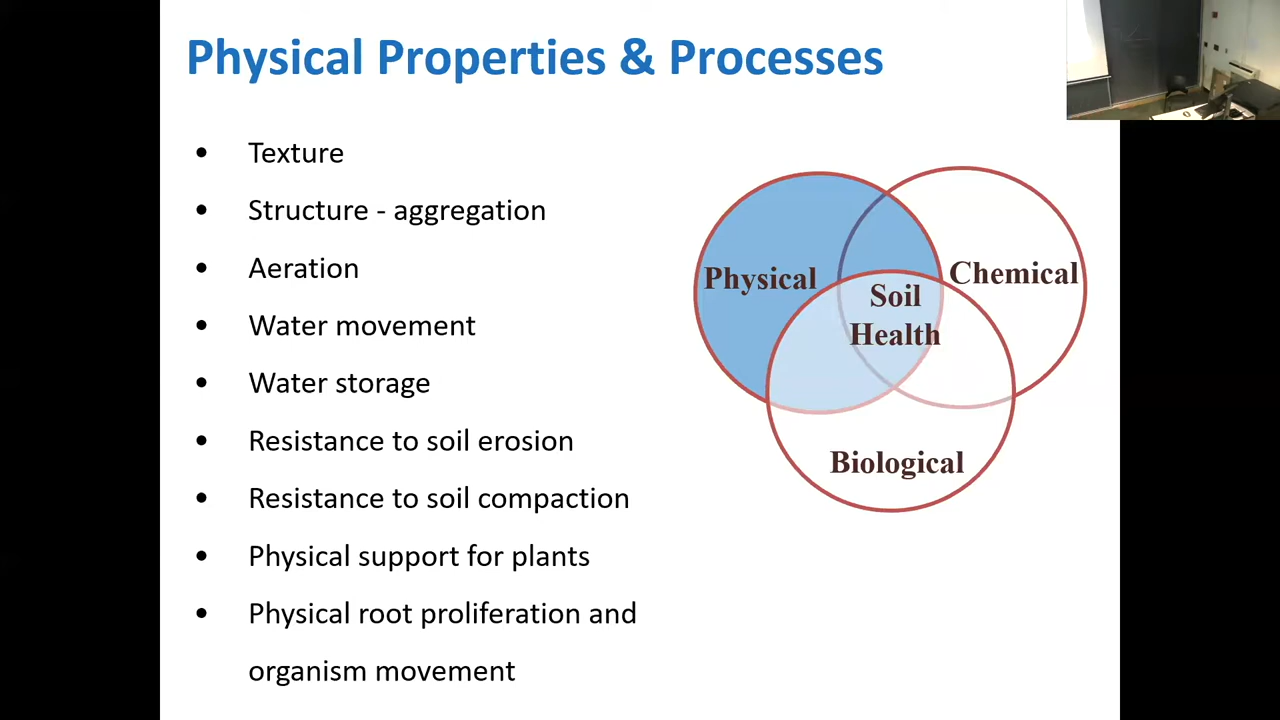 Physical Properties & Processes
• Texture
• Structure - aggregation
• Aeration
• Water movement
• Water storage
• Resistance to soil erosion
• Resistance to soil compaction
• Physical support for plants
• Physical root proliferation and
organism movement
Physical
Chemical
Soil
Health
Biological